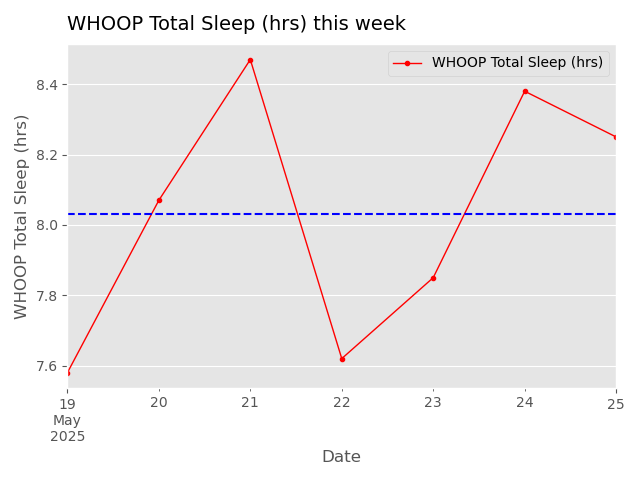 WHOOP Total Sleep (hrs) this week
WHOOP Total Sleep (hrs)
WHOOP Total Sleep (hrs)
8.4
8.2
8.0
7.8
7.6
19 20 21 22 23 24 25
May
2025
Date